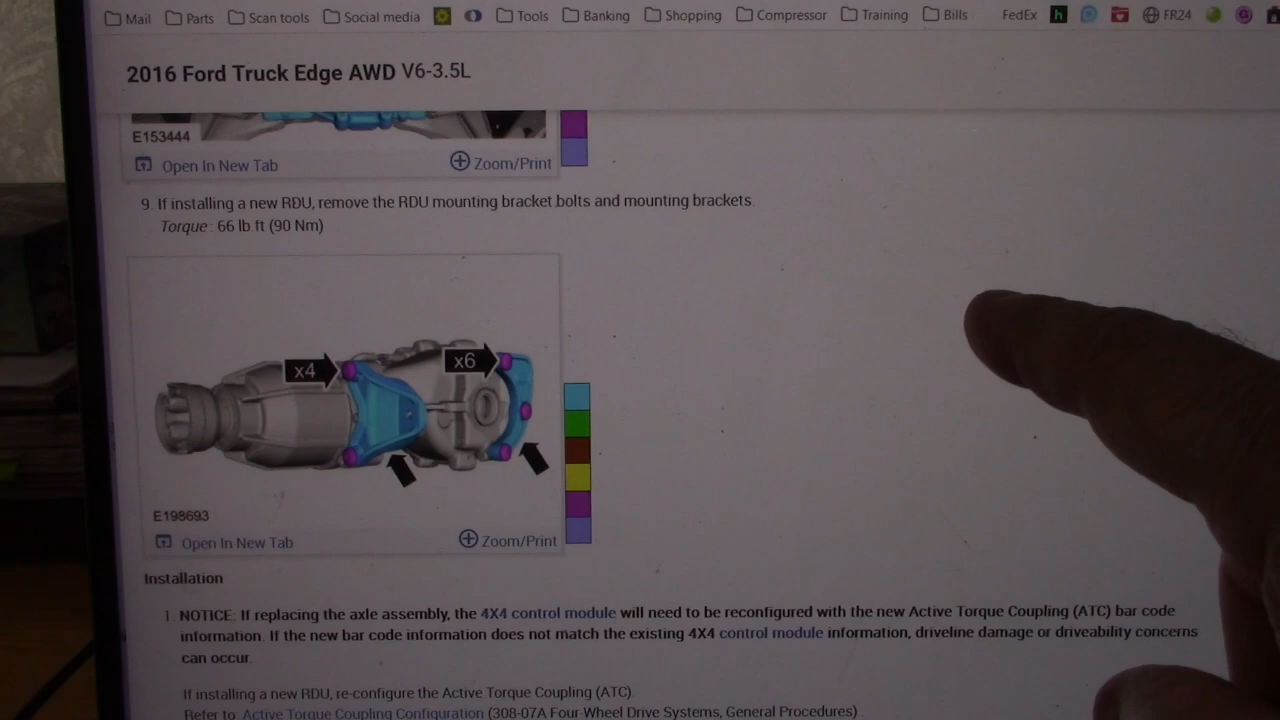 Mail Parts Scan tools Social media Tools Banking Shopping Compressor Training Bills FedEx h FR24
2016 Ford Truck Edge AWD V6-3.5L
E153444
Open In New Tab Zoom/Print
9. If installing a new RDU, remove the RDU mounting bracket bolts and mounting brackets.
Torque : 66 lb.ft (90 Nm)
x4 x6
E198693
Open In New Tab Zoom/Print
Installation
1. NOTICE: If replacing the axle assembly, the 4X4 control module will need to be reconfigured with the new Active Torque Coupling (ATC) bar code
information. If the new bar code information does not match the existing 4X4 control module information, driveline damage or driveability concerns
can occur.
If installing a new RDU, re-configure the Active Torque Coupling (ATC).
Refer to Active Torque Coupling Configuration (308-07A Four-Wheel Drive Systems, General Procedures)